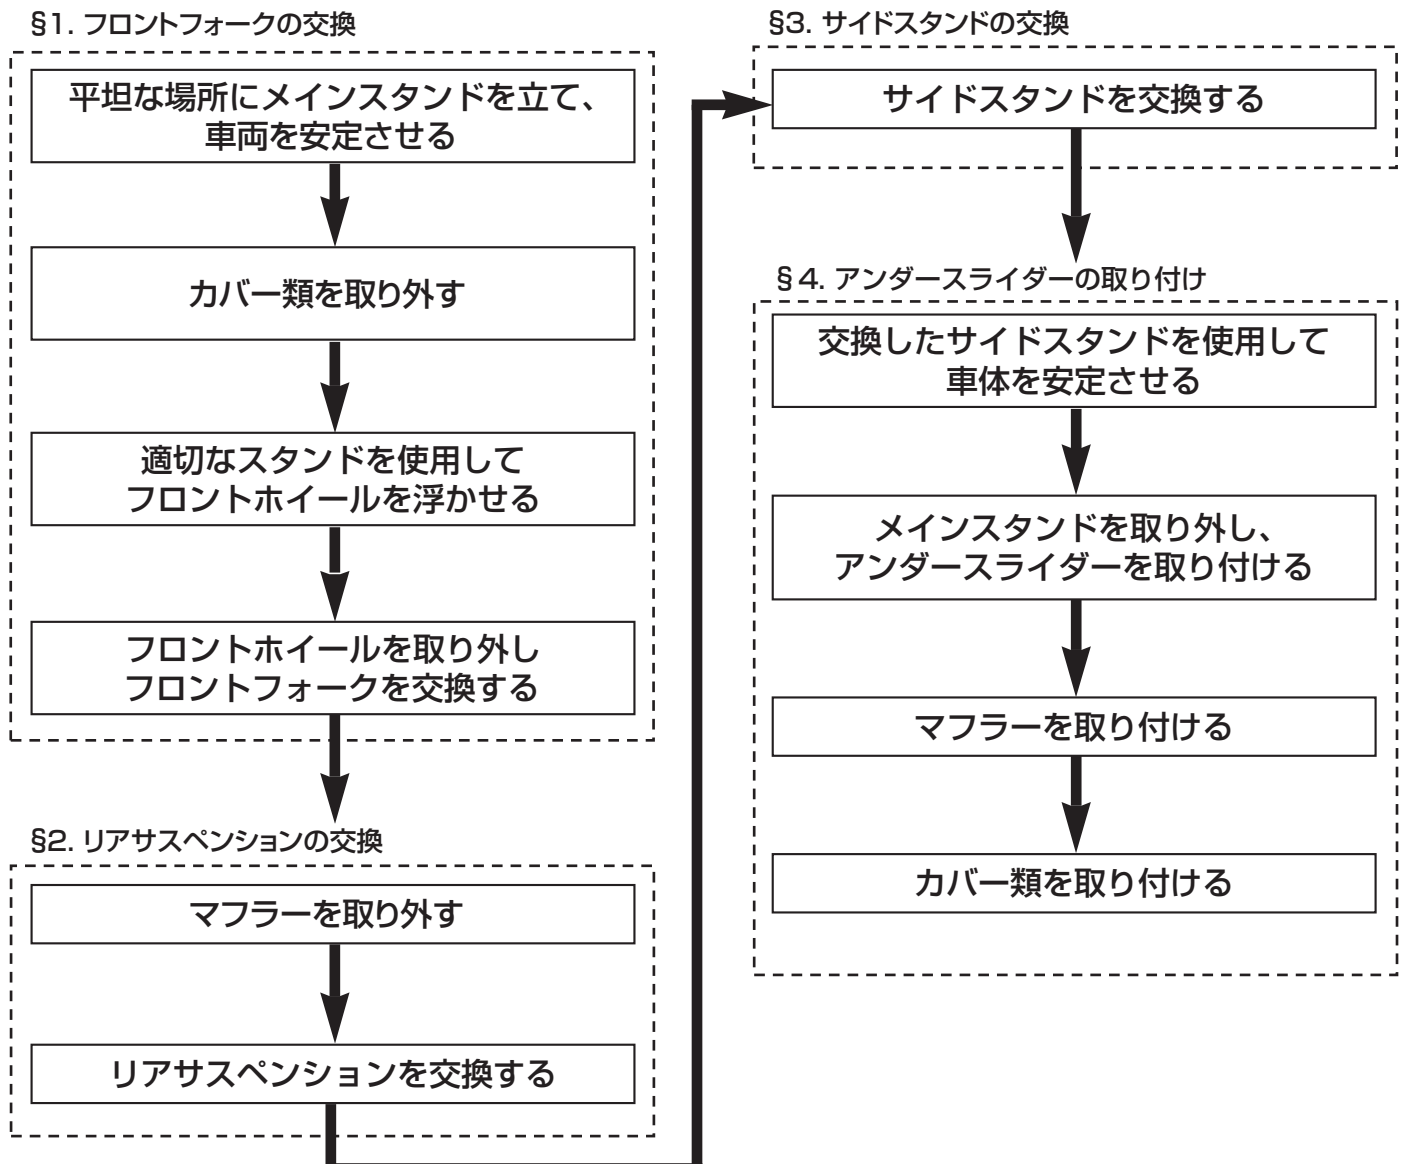 §1. フロントフォークの交換
平坦な場所にメインスタンドを立て、
車両を安定させる
カバー類を取り外す
適切なスタンドを使用して
フロントホイールを浮かせる
フロントホイールを取り外し
フロントフォークを交換する
§2. リアサスペンションの交換
マフラーを取り外す
リアサスペンションを交換する
§3. サイドスタンドの交換
サイドスタンドを交換する
§4. アンダースライダーの取り付け
交換したサイドスタンドを使用して
車体を安定させる
メインスタンドを取り外し、
アンダースライダーを取り付ける
マフラーを取り付ける
カバー類を取り付ける